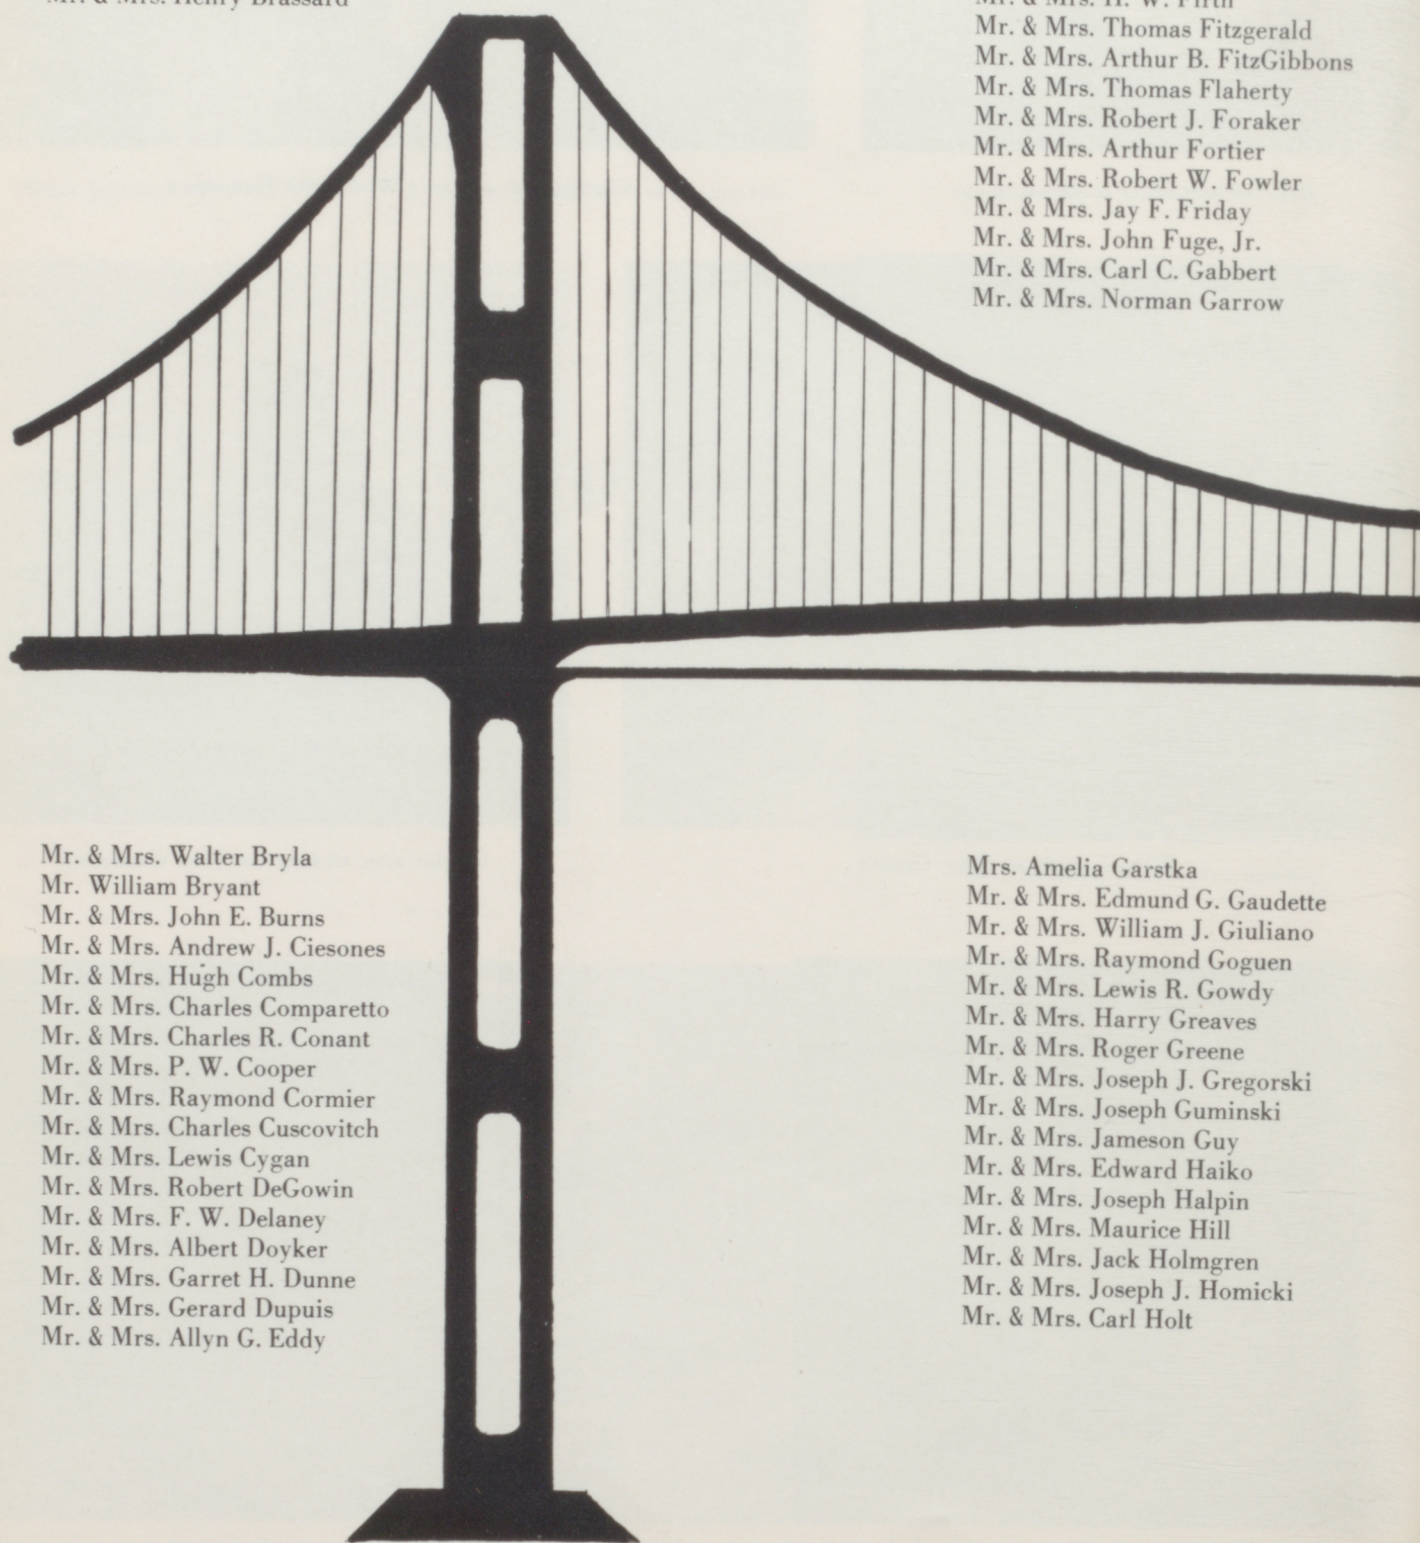 Mr. & Mrs. Henry Brassard
Mr. & Mrs. Walter Bryla
Mr. William Bryant
Mr. & Mrs. John E. Burns
Mr. & Mrs. Andrew J. Ciesones
Mr. & Mrs. Hugh Combs
Mr. & Mrs. Charles Comparetto
Mr. & Mrs. Charles R. Conant
Mr. & Mrs. P. W. Cooper
Mr. & Mrs. Raymond Cormier
Mr. & Mrs. Charles Cuscovitch
Mr. & Mrs. Lewis Cygan
Mr. & Mrs. Robert DeGowin
Mr. & Mrs. F. W. Delaney
Mr. & Mrs. Albert Doyker
Mr. & Mrs. Garret H. Dunne
Mr. & Mrs. Gerard Dupuis
Mr. & Mrs. Allyn G. Eddy
Mr. & Mrs. H. W. Firth
Mr. & Mrs. Thomas Fitzgerald
Mr. & Mrs. Arthur B. FitzGibbons
Mr. & Mrs. Thomas Flaherty
Mr. & Mrs. Robert J. Foraker
Mr. & Mrs. Arthur Fortier
Mr. & Mrs. Robert W. Fowler
Mr. & Mrs. Jay F. Friday
Mr. & Mrs. John Fuge, Jr.
Mr. & Mrs. Carl C. Gabbert
Mr. & Mrs. Norman Garrow
Mrs. Amelia Garstka
Mr. & Mrs. Edmund G. Gaudette
Mr. & Mrs. William J. Giuliano
Mr. & Mrs. Raymond Goguen
Mr. & Mrs. Lewis R. Gowdy
Mr. & Mrs. Harry Greaves
Mr. & Mrs. Roger Greene
Mr. & Mrs. Joseph J. Gregorski
Mr. & Mrs. Joseph Guminski
Mr. & Mrs. Jameson Guy
Mr. & Mrs. Edward Haiko
Mr. & Mrs. Joseph Halpin
Mr. & Mrs. Maurice Hill
Mr. & Mrs. Jack Holmgren
Mr. & Mrs. Joseph J. Homicki
Mr. & Mrs. Carl Holt